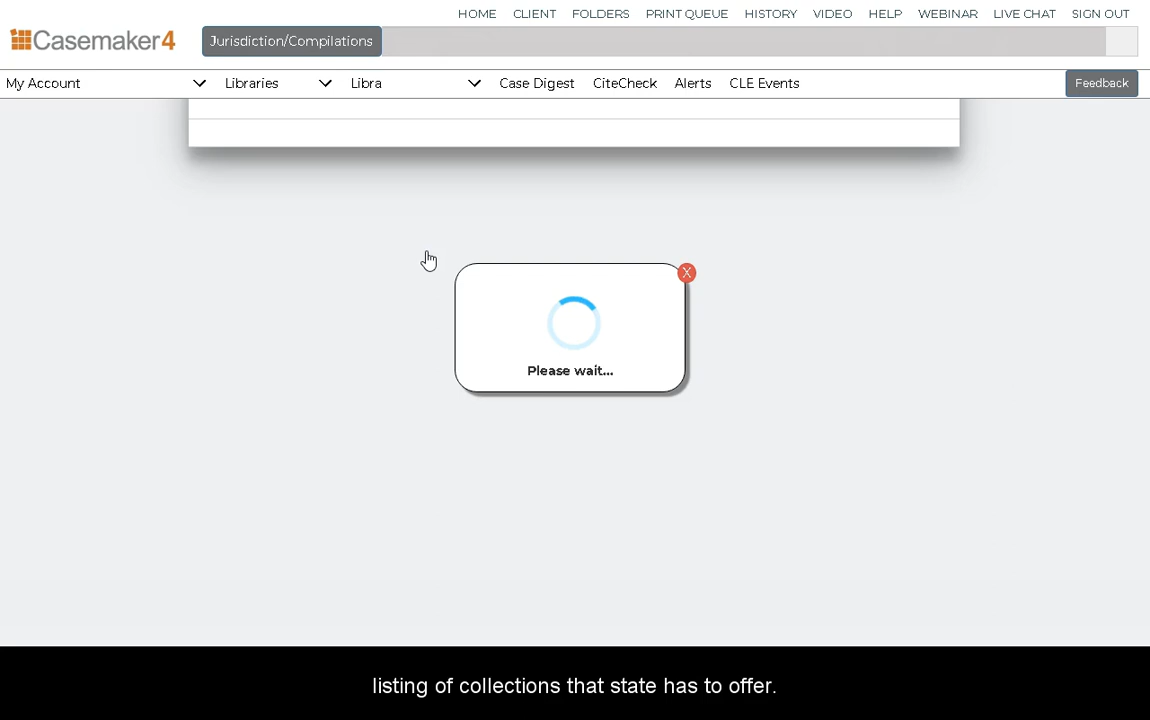 HOME CLIENT FOLDERS PRINT QUEUE HISTORY VIDEO HELP WEBINAR LIVE CHAT SIGN OUT
Casemaker4 Jurisdiction/Compilations
My Account Libraries Libra Case Digest CiteCheck Alerts CLE Events Feedback
X
Please wait...
listing of collections that state has to offer.